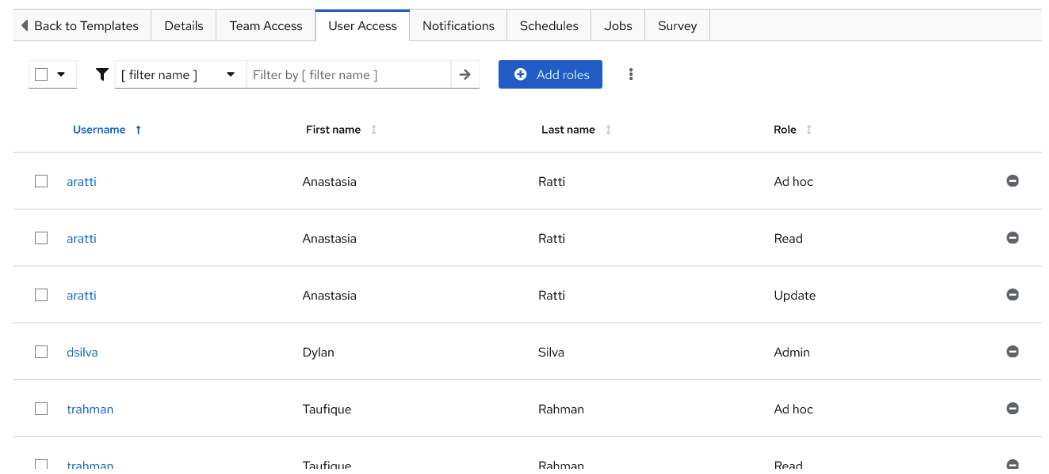 Back to Templates Details Team Access User Access Notifications Schedules Jobs Survey
[ filter name ] Filter by [ filter name ] Add roles
Username First name Last name Role
aratti Anastasia Ratti Ad hoc
aratti Anastasia Ratti Read
aratti Anastasia Ratti Update
dsilva Dylan Silva Admin
trahman Taufique Rahman Ad hoc
trahman Taufique Rahman Read